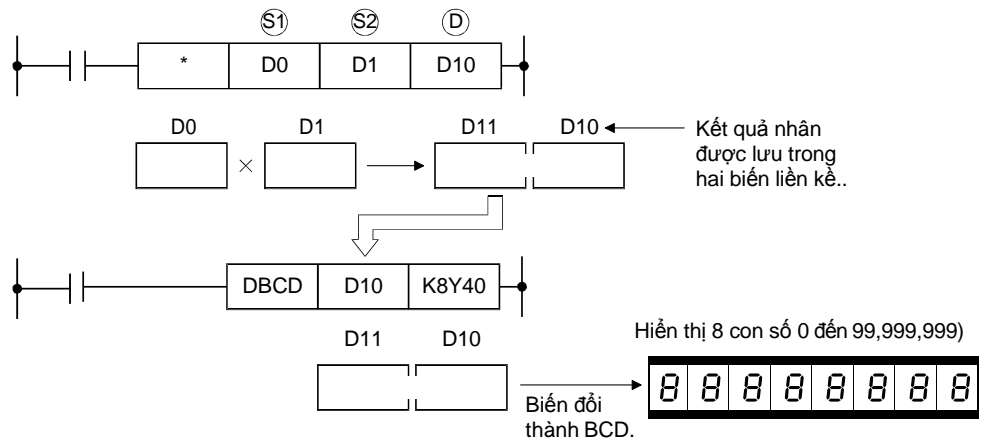 S1 S2 D
* D0 D1 D10
D0 D1 D11 D10
× 
Kết quả nhân
được lưu trong
hai biến liền kề..
DBCD D10 K8Y40
D11 D10
Hiển thị 8 con số 0 đến 99,999,999)
8 8 8 8 8 8 8 8
Biến đổi
thành BCD.